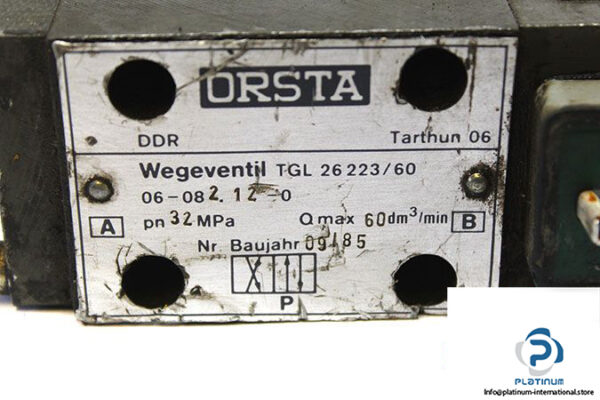 ORSTA
DDR Tarthun 06
Wegeventil TGL 26 223/60
06-08 2. 12 -0
A pn 32 MPa Q max 60 dm³/min B
Nr. Baujahr 09/85
P
PLATINUM
Info@platinum-international.store